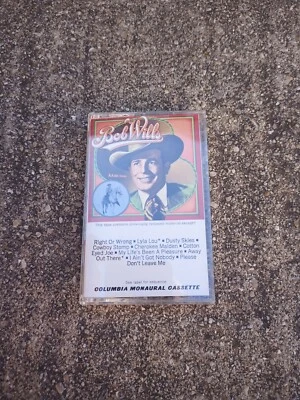 Bob Wills
Right Or Wrong • Lyla Lou* • Dusty Skies •
Cowboy Stomp • Cherokee Maiden • Cotton
Eyed Joe • My Life's Been A Pleasure • Away
Out There* • I Ain't Got Nobody • Please
Don't Leave Me
COLUMBIA MONAURAL CASSETTE